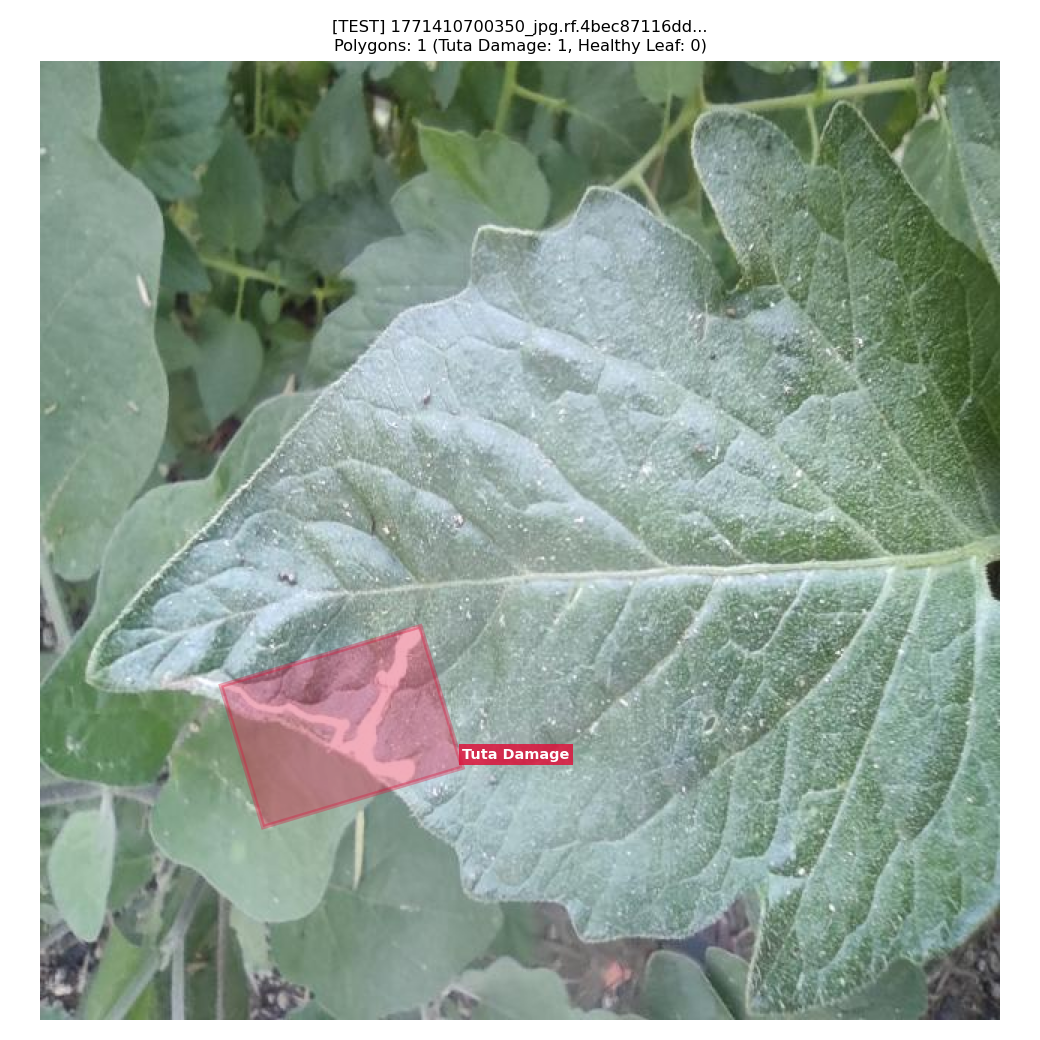 [TEST] 1771410700350_jpg.rf.4bec87116dd...
Polygons: 1 (Tuta Damage: 1, Healthy Leaf: 0)
Tuta Damage